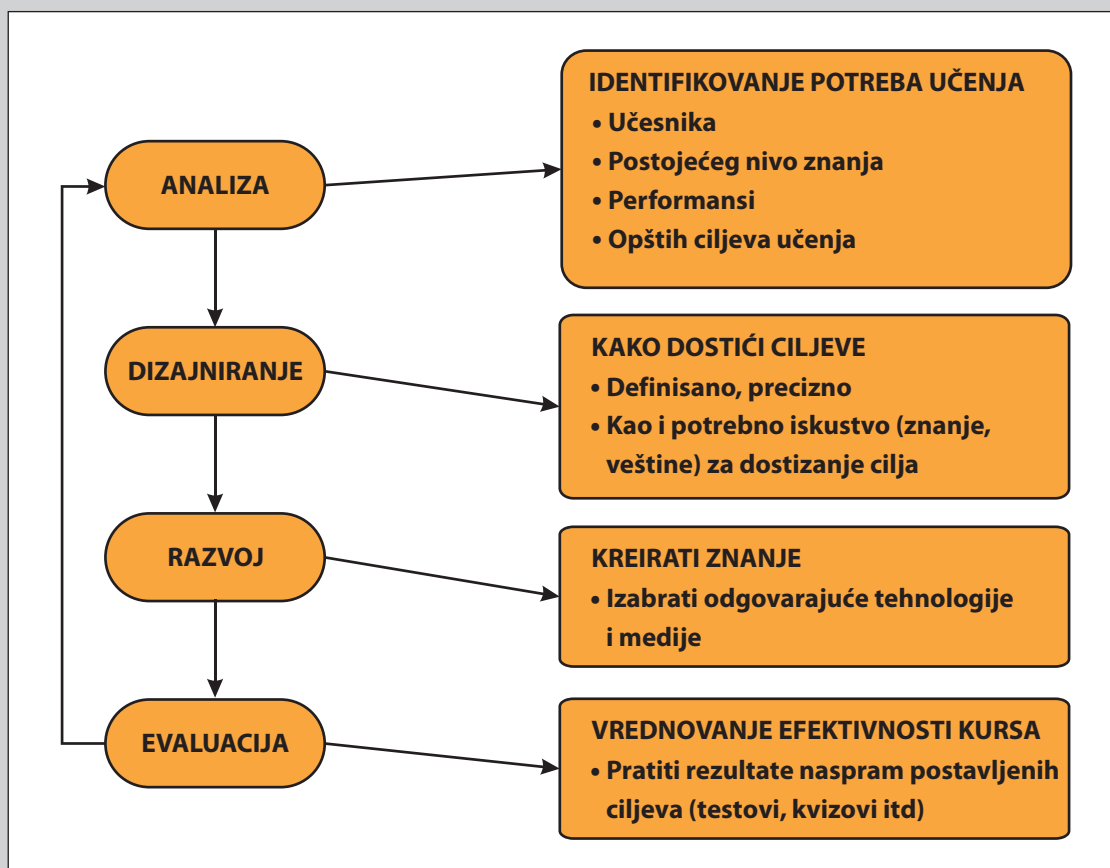 ANALIZA
IDENTIFIKOVANJE POTREBA UČENJA
• Učesnika
• Postojećeg nivo znanja
• Performansi
• Opštih ciljeva učenja
DIZAJNIRANJE
KAKO DOSTIĆI CILJEVE
• Definisano, precizno
• Kao i potrebno iskustvo (znanje,
veštine) za dostizanje cilja
RAZVOJ
KREIRATI ZNANJE
• Izabrati odgovarajuće tehnologije
i medije
EVALUACIJA
VREDNOVANJE EFEKTIVNOSTI KURSA
• Pratiti rezultate naspram postavljenih
ciljeva (testovi, kvizovi itd)